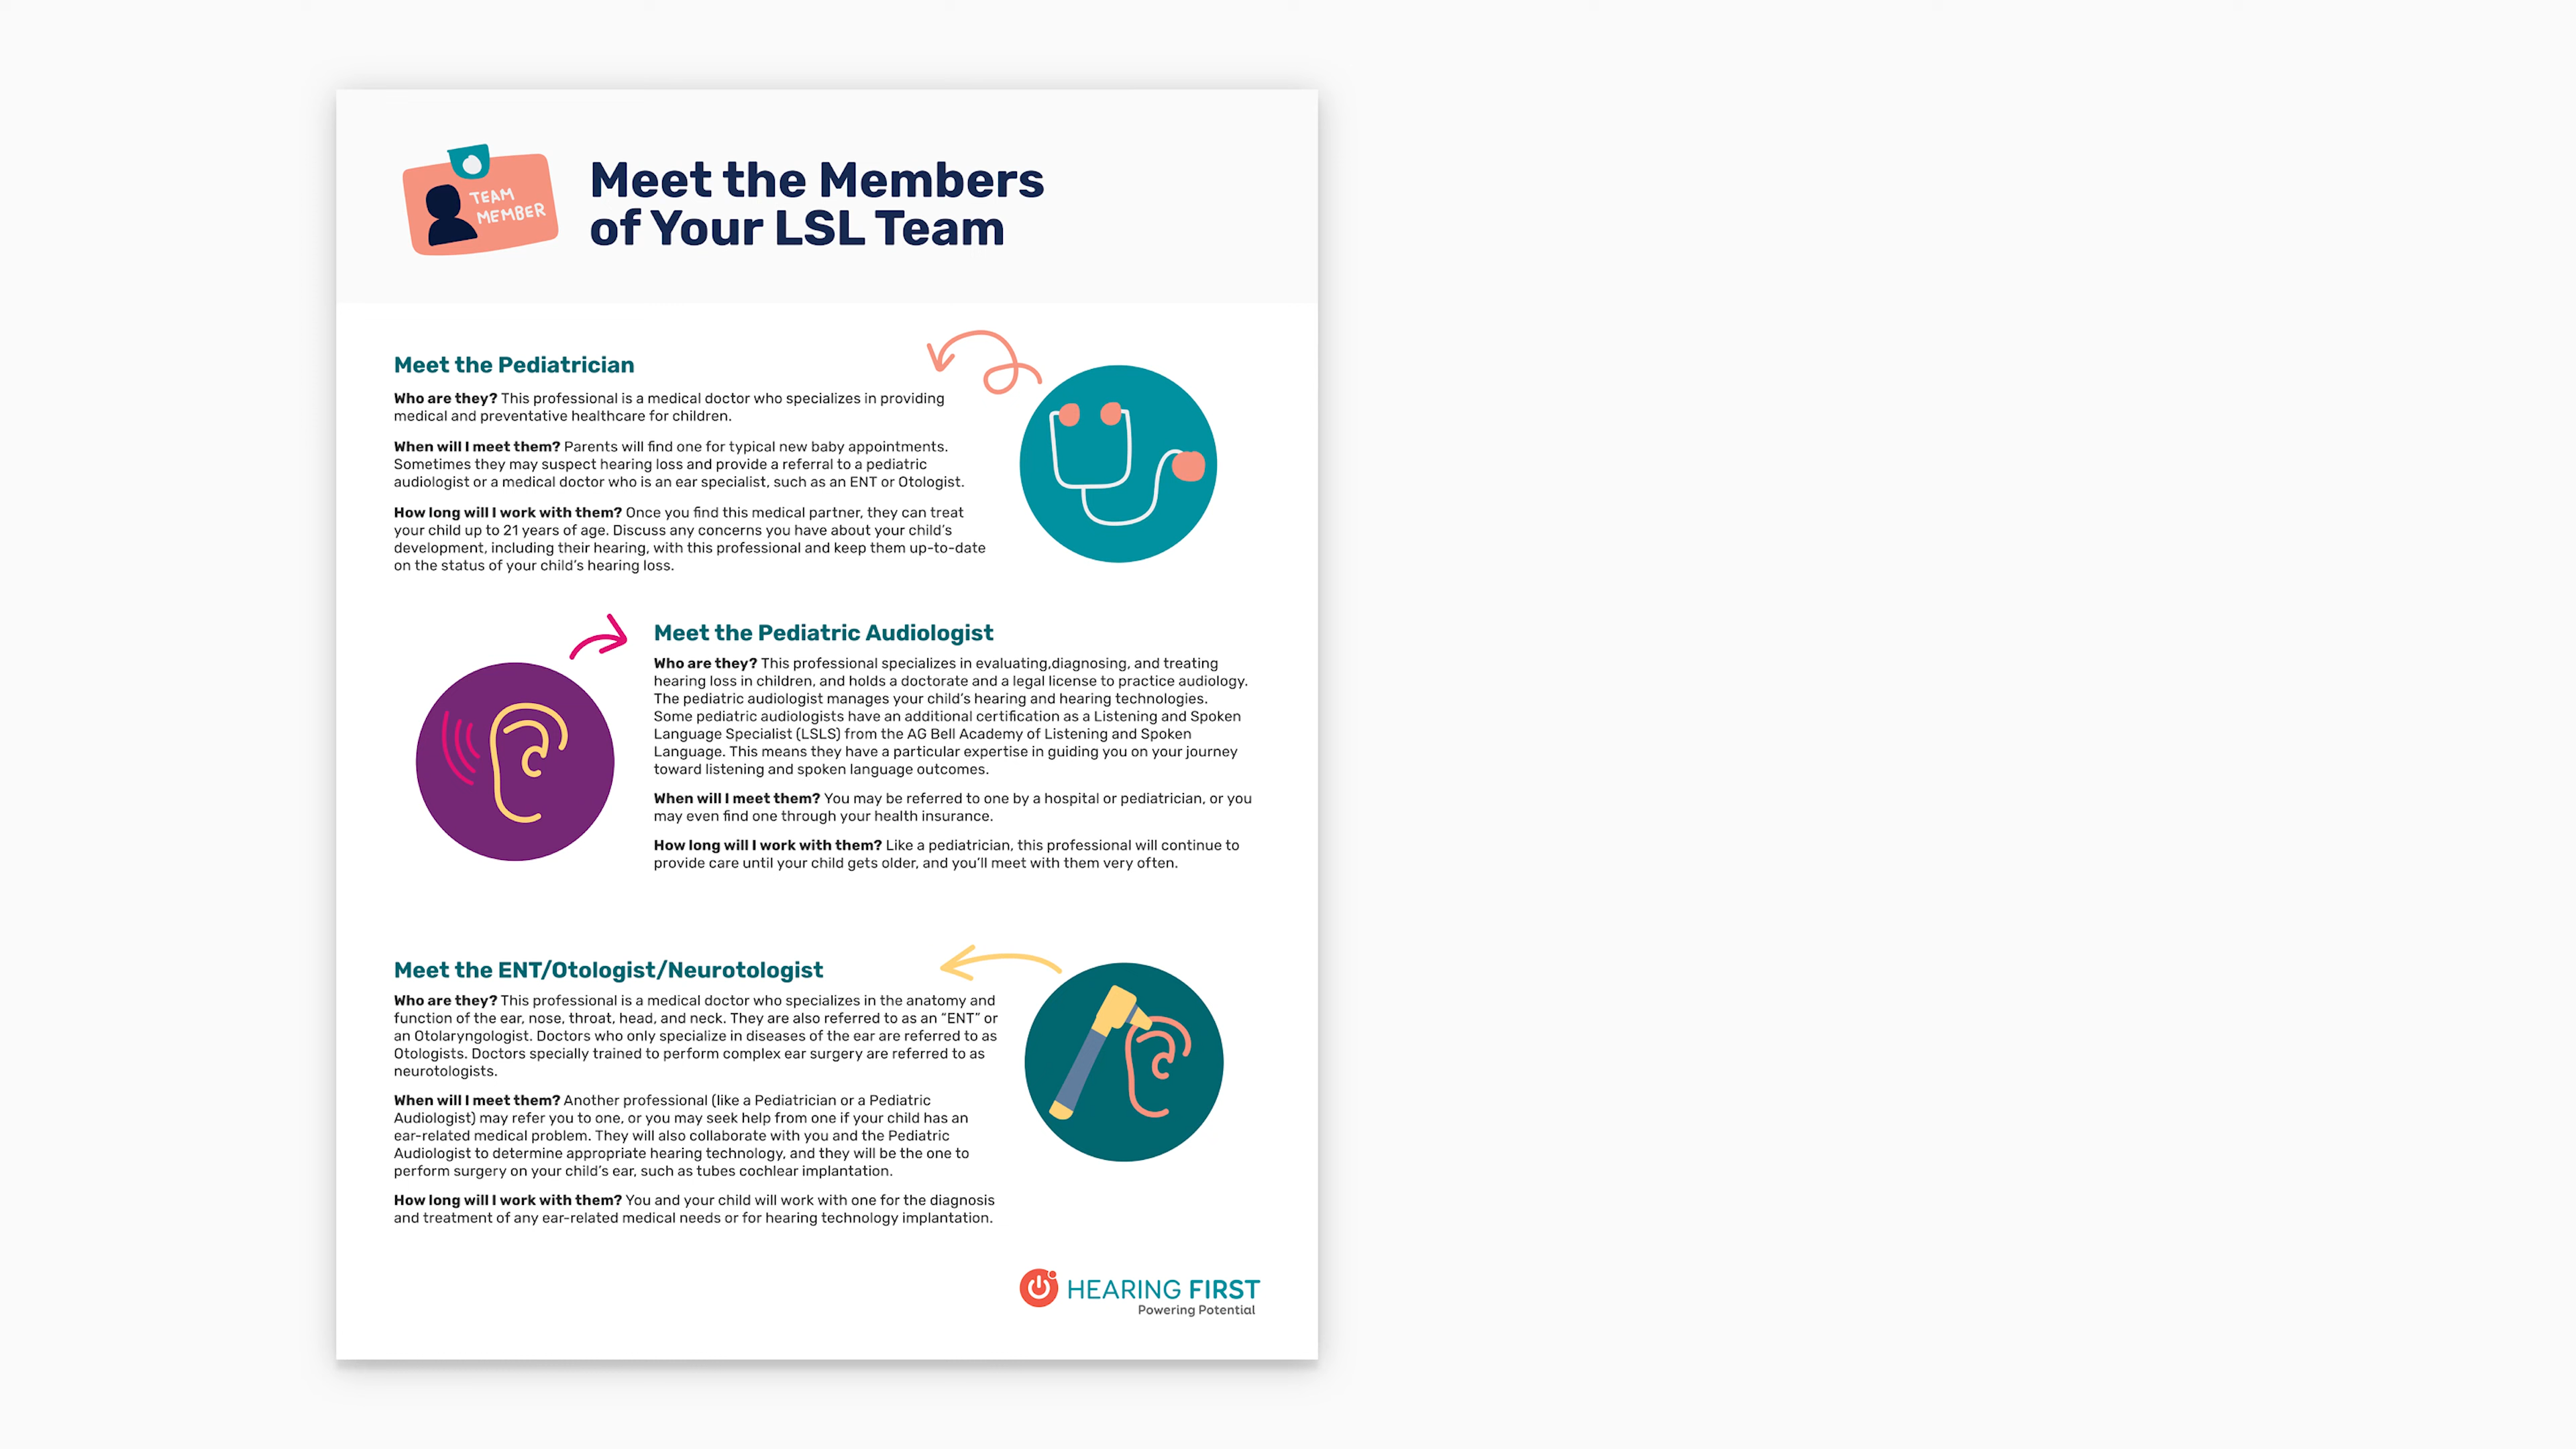 TEAM
MEMBER
Meet the Members
of Your LSL Team
Meet the Pediatrician
Who are they? This professional is a medical doctor who specializes in providing
medical and preventative healthcare for children.
When will I meet them? Parents will find one for typical new baby appointments.
Sometimes they may suspect hearing loss and provide a referral to a pediatric
audiologist or a medical doctor who is an ear specialist, such as an ENT or Otologist.
How long will I work with them? Once you find this medical partner, they can treat
your child up to 21 years of age. Discuss any concerns you have about your child's
development, including their hearing, with this professional and keep them up-to-date
on the status of your child's hearing loss.
Meet the Pediatric Audiologist
Who are they? This professional specializes in evaluating,diagnosing, and treating
hearing loss in children, and holds a doctorate and a legal license to practice audiology.
The pediatric audiologist manages your child's hearing and hearing technologies.
Some pediatric audiologists have an additional certification as a Listening and Spoken
Language Specialist (LSLS) from the AG Bell Academy of Listening and Spoken
Language. This means they have a particular expertise in guiding you on your journey
toward listening and spoken language outcomes.
When will I meet them? You may be referred to one by a hospital or pediatrician, or you
may even find one through your health insurance.
How long will I work with them? Like a pediatrician, this professional will continue to
provide care until your child gets older, and you'll meet with them very often.
Meet the ENT/Otologist/Neurotologist
Who are they? This professional is a medical doctor who specializes in the anatomy and
function of the ear, nose, throat, head, and neck. They are also referred to as an “ENT” or
an Otolaryngologist. Doctors who only specialize in diseases of the ear are referred to as
Otologists. Doctors specially trained to perform complex ear surgery are referred to as
neurotologists.
When will I meet them? Another professional (like a Pediatrician or a Pediatric
Audiologist) may refer you to one, or you may seek help from one if your child has an
ear-related medical problem. They will also collaborate with you and the Pediatric
Audiologist to determine appropriate hearing technology, and they will be the one to
perform surgery on your child's ear, such as tubes cochlear implantation.
How long will I work with them? You and your child will work with one for the diagnosis
and treatment of any ear-related medical needs or for hearing technology implantation.
HEARING FIRST
Powering Potential